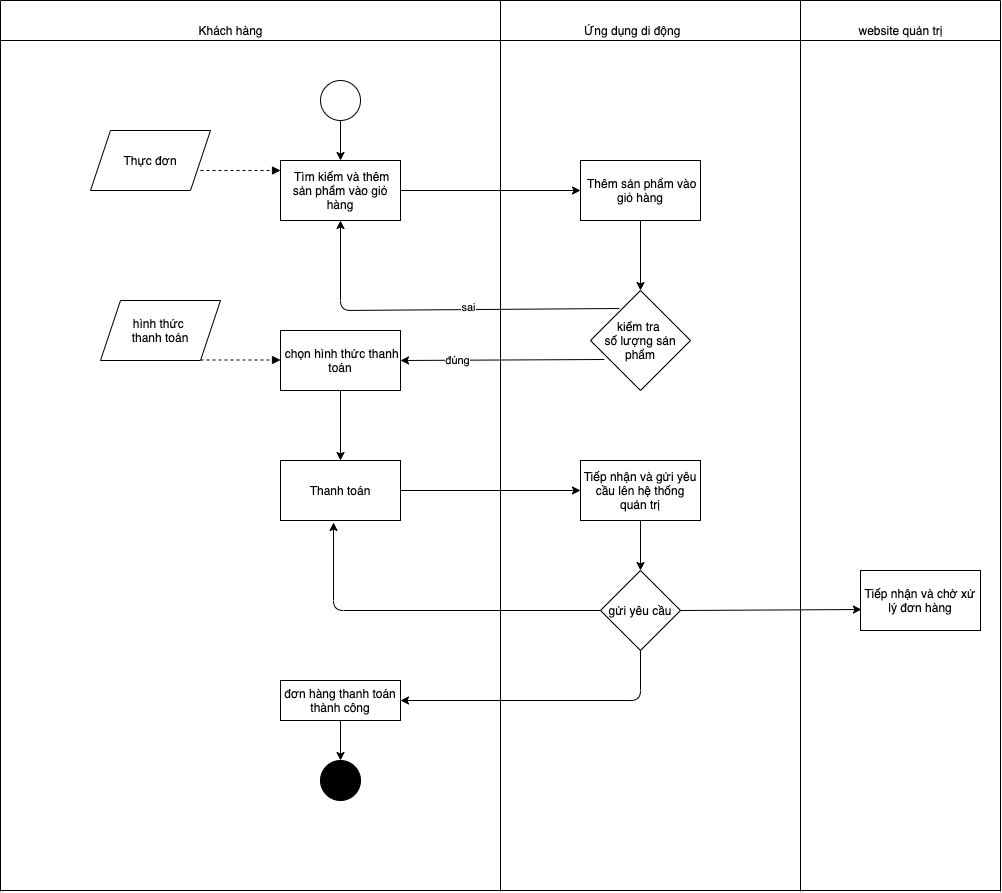 Khách hàng
Ứng dụng di động
website quản trị
Thực đơn
Tìm kiếm và thêm
sản phẩm vào giỏ
hàng
Thêm sản phẩm vào
giỏ hàng
sai
hình thức
thanh toán
chọn hình thức thanh
toán
đúng
kiểm tra
số lượng sản
phẩm
Thanh toán
Tiếp nhận và gửi yêu
cầu lên hệ thống
quản trị
gửi yêu cầu
Tiếp nhận và chờ xử
lý đơn hàng
đơn hàng thanh toán
thành công